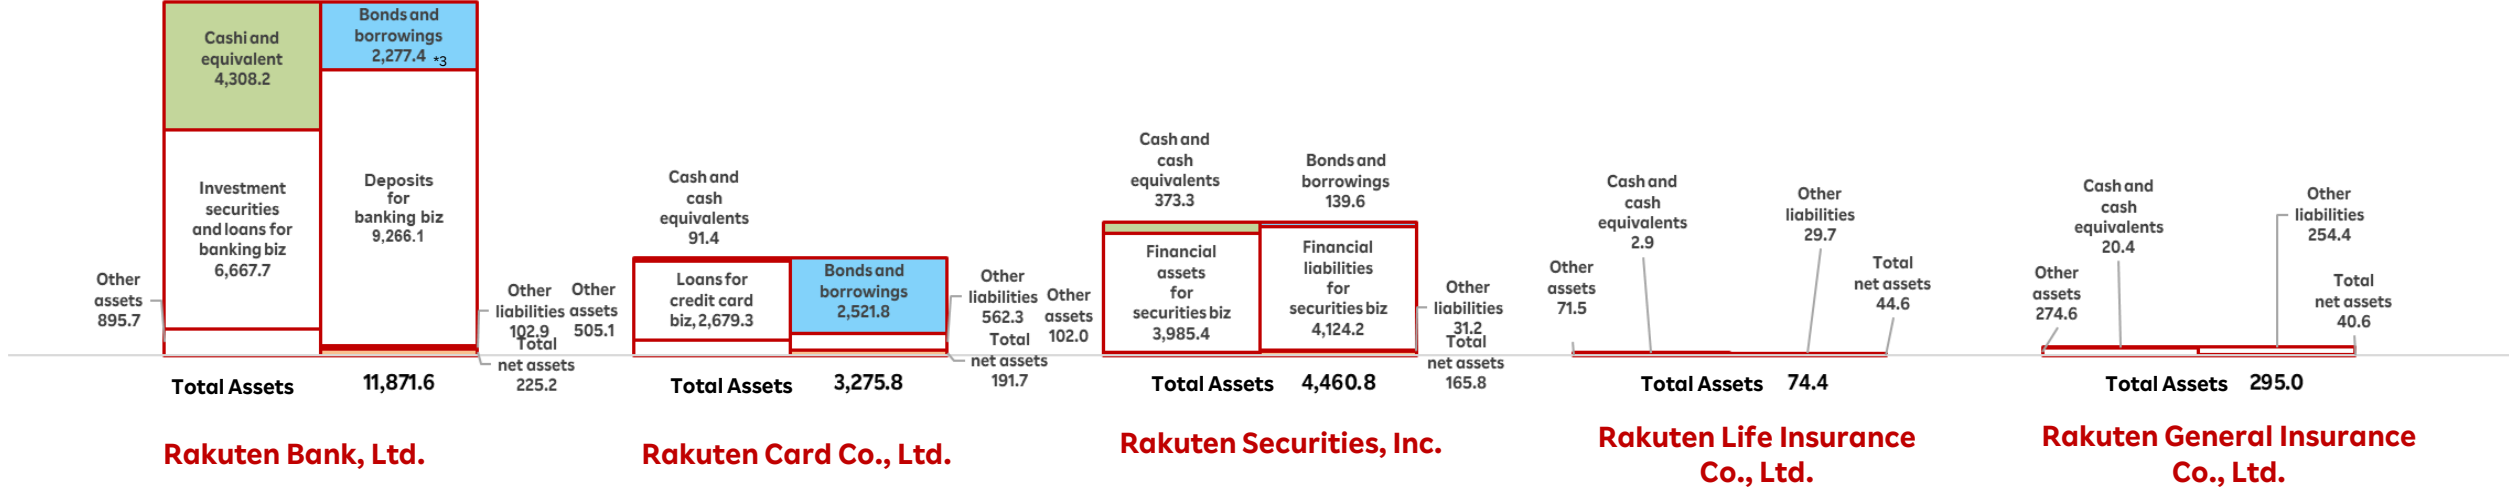 Cashi and
equivalent
4,308.2
Bonds and
borrowings
2,277.4 *3
Investment
securities
and loans for
banking biz
6,667.7
Deposits
for
banking biz
9,266.1
Other
assets
895.7
Other
liabilities
102.9
Total
net assets
225.2
Total Assets 11,871.6
Rakuten Bank, Ltd.
Cash and
cash
equivalents
91.4
Loans for
credit card
biz, 2,679.3
Bonds and
borrowings
2,521.8
Other
assets
505.1
Other
liabilities
562.3
Total
net assets
191.7
Total Assets 3,275.8
Rakuten Card Co., Ltd.
Cash and
cash
equivalents
373.3
Bonds and
borrowings
139.6
Financial
assets
for
securities biz
3,985.4
Financial
liabilities
for
securities biz
4,124.2
Other
assets
102.0
Other
liabilities
31.2
Total
net assets
165.8
Total Assets 4,460.8
Rakuten Securities, Inc.
Cash and
cash
equivalents
2.9
Other
liabilities
29.7
Other
assets
71.5
Total
net assets
44.6
Total Assets 74.4
Rakuten Life Insurance
Co., Ltd.
Cash and
cash
equivalents
20.4
Other
liabilities
254.4
Other
assets
274.6
Total
net assets
40.6
Total Assets 295.0
Rakuten General Insurance
Co., Ltd.